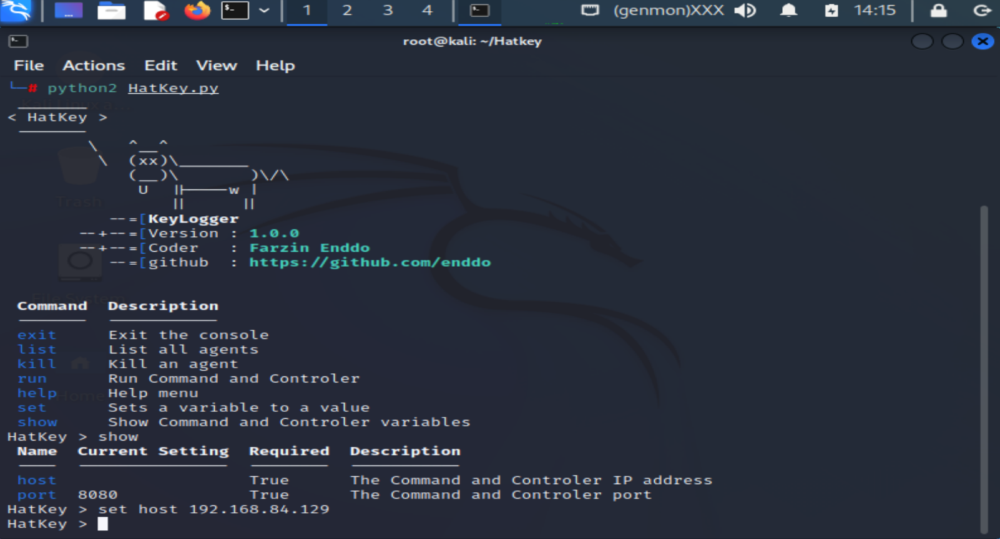 1 2 3 4 (genmon)XXX 14:15
root@kali: ~/Hatkey
File Actions Edit View Help
└─# python2 HatKey.py
< HatKey >
\ ^__^
\ (xx)\_______
(__)\ )\/\
U ||----w |
|| ||
--=[KeyLogger
--+--=[Version : 1.0.0
--+--=[Coder : Farzin Enddo
--=[github : https://github.com/enddo
Command Description
exit Exit the console
list List all agents
kill Kill an agent
run Run Command and Controler
help Help menu
set Sets a variable to a value
show Show Command and Controler variables
HatKey > show
Name Current Setting Required Description
host True The Command and Controler IP address
port 8080 True The Command and Controler port
HatKey > set host 192.168.84.129
HatKey >
Trash
File System
Home